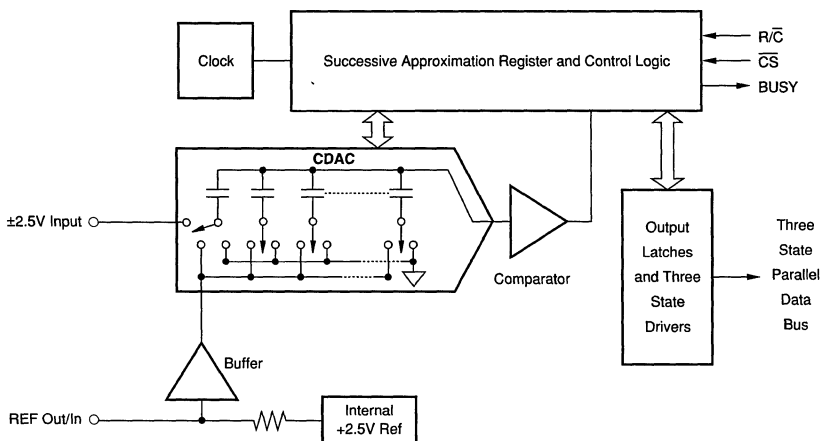 Clock
Successive Approximation Register and Control Logic
R/C̅
C̅S̅
BUSY
CDAC
±2.5V Input
Comparator
Output
Latches
and Three
State
Drivers
Three
State
Parallel
Data
Bus
Buffer
REF Out/In
Internal
+2.5V Ref